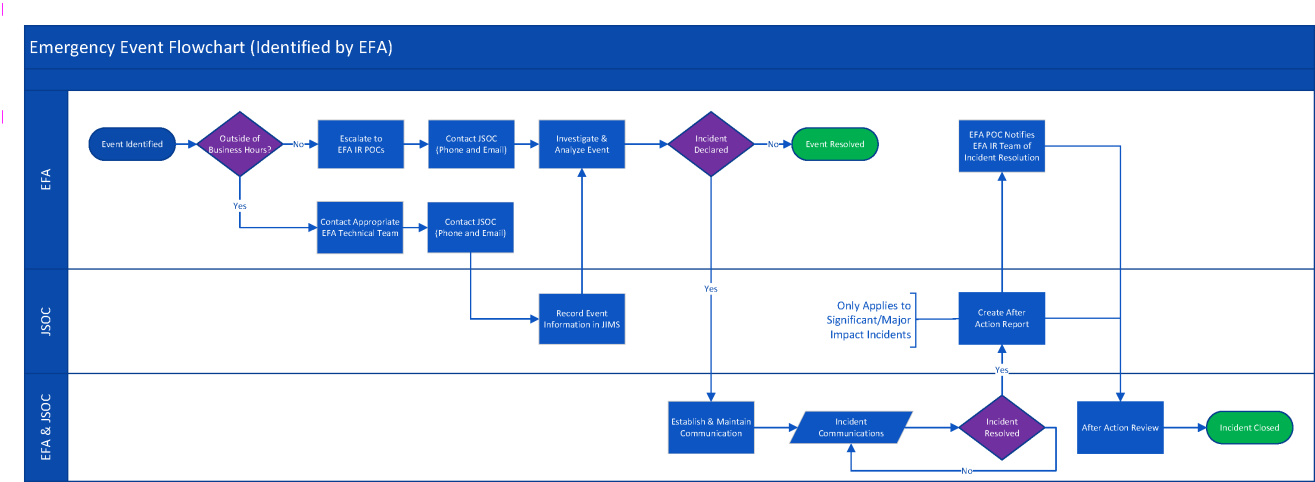 Emergency Event Flowchart (Identified by EFA)
EFA
Event Identified
Outside of
Business Hours?
No
Escalate to
EFA IR POCs
Contact JSOC
(Phone and Email)
Investigate &
Analyze Event
Incident
Declared
No
Event Resolved
EFA POC Notifies
EFA IR Team of
Incident Resolution
Yes
Contact Appropriate
EFA Technical Team
Contact JSOC
(Phone and Email)
JSOC
Yes
Record Event
Information in JIMS
Only Applies to
Significant/Major
Impact Incidents
Create After
Action Report
EFA & JSOC
Yes
Establish & Maintain
Communication
Incident
Communications
Incident
Resolved
No
After Action Review
Incident Closed